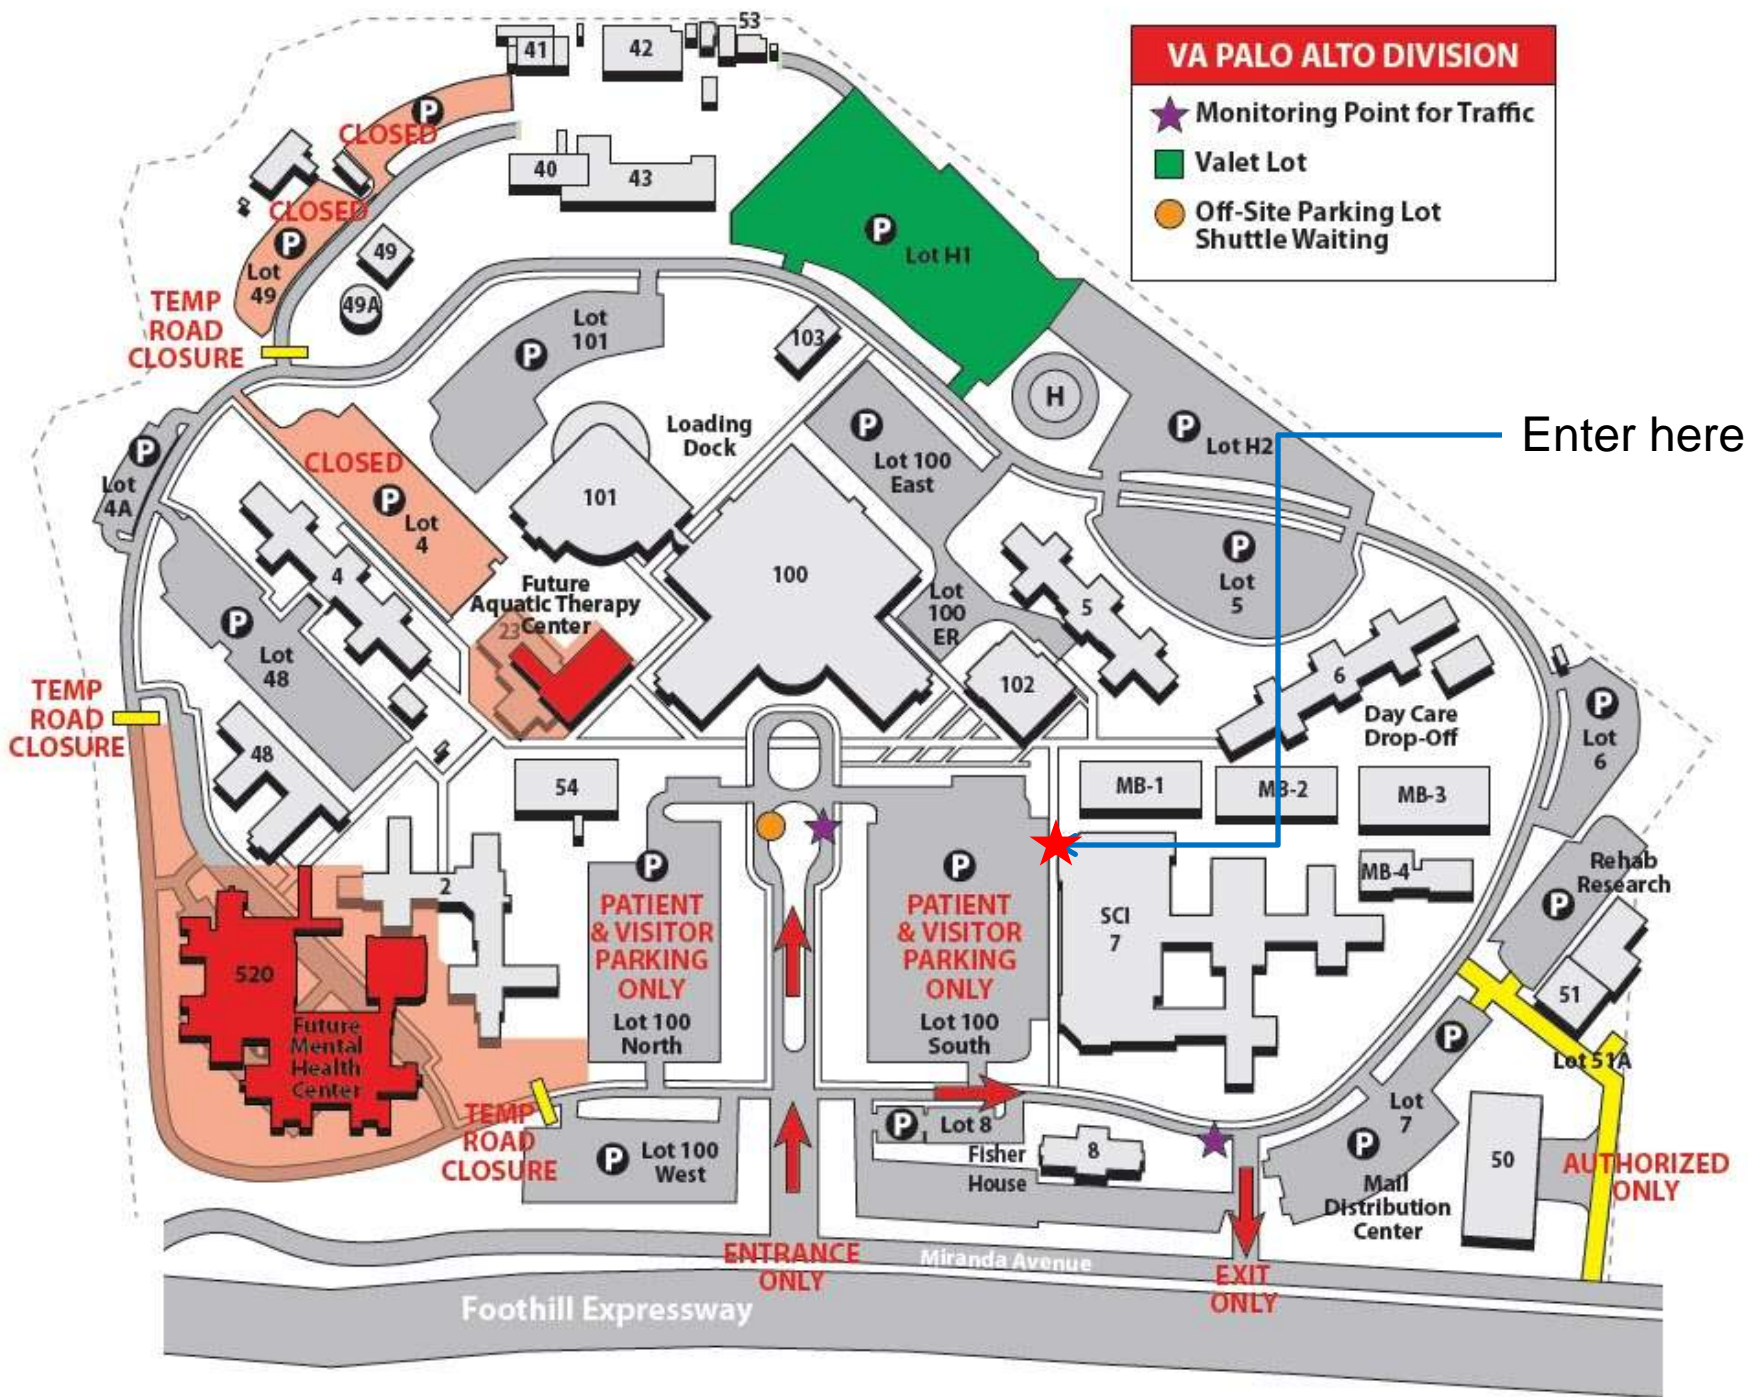 VA PALO ALTO DIVISION
Monitoring Point for Traffic
Valet Lot
Off-Site Parking Lot
Shuttle Waiting
53
41
42
P
CLOSED
40
43
CLOSED
P
Lot
49
49
49A
TEMP
ROAD
CLOSURE
P
Lot H1
Lot
101
P
103
H
P
Lot H2
Enter here
Loading
Dock
P
Lot 100
East
P
Lot
4A
CLOSED
P
Lot
4
101
100
4
Future
Aquatic Therapy
Center
23
Lot
100
ER
5
P
Lot
5
P
Lot
48
102
6
Day Care
Drop-Off
P
Lot
6
TEMP
ROAD
CLOSURE
48
54
MB-1
MB-2
MB-3
MB-4
2
P
PATIENT
& VISITOR
PARKING
ONLY
Lot 100
North
P
PATIENT
& VISITOR
PARKING
ONLY
Lot 100
South
SCI
7
Rehab
Research
P
51
520
Future
Mental
Health
Center
P
Lot 51A
Lot
7
P
TEMP
ROAD
CLOSURE
P
Lot 100
West
P
Lot 8
Fisher
House
8
Mail
Distribution
Center
50
AUTHORIZED
ONLY
ENTRANCE
ONLY
Miranda Avenue
EXIT
ONLY
Foothill Expressway